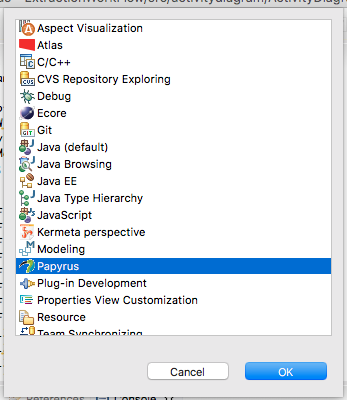 ExtractionWorkFlow/src/activitydiagram/ActivityDiagra
Aspect Visualization
Atlas
C/C++
CVS Repository Exploring
Debug
Ecore
Git
Java (default)
Java Browsing
Java EE
Java Type Hierarchy
JavaScript
Kermeta perspective
Modeling
Papyrus
Plug-in Development
Properties View Customization
Resource
Team Synchronizing
Cancel
OK
References
Console